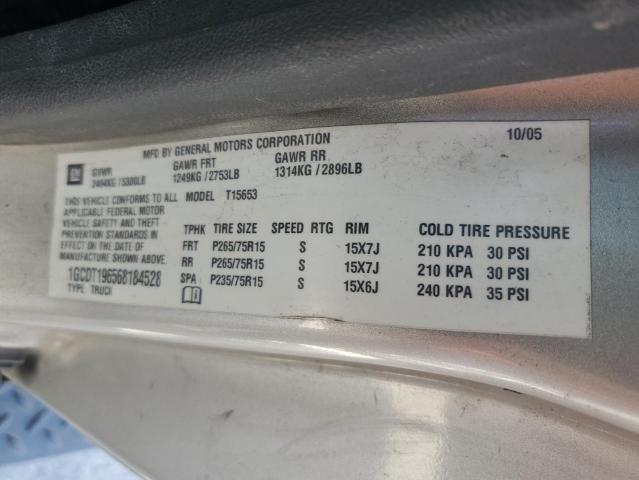 MFD BY GENERAL MOTORS CORPORATION 10/05
GM GVWR GAWR FRT GAWR RR
2404KG /5300LB 1249KG /2753LB 1314KG /2896LB
THIS VEHICLE CONFORMS TO ALL MODEL T15653
APPLICABLE FEDERAL MOTOR
VEHICLE SAFETY AND THEFT
PREVENTION STANDARDS IN
EFFECT ON THE DATE OF
MANUFACTURE SHOWN ABOVE.
1GCDT196568184528
TYPE: TRUCK
TPHK TIRE SIZE SPEED RTG RIM COLD TIRE PRESSURE
FRT P265/75R15 S 15X7J 210 KPA 30 PSI
RR P265/75R15 S 15X7J 210 KPA 30 PSI
SPA P235/75R15 S 15X6J 240 KPA 35 PSI